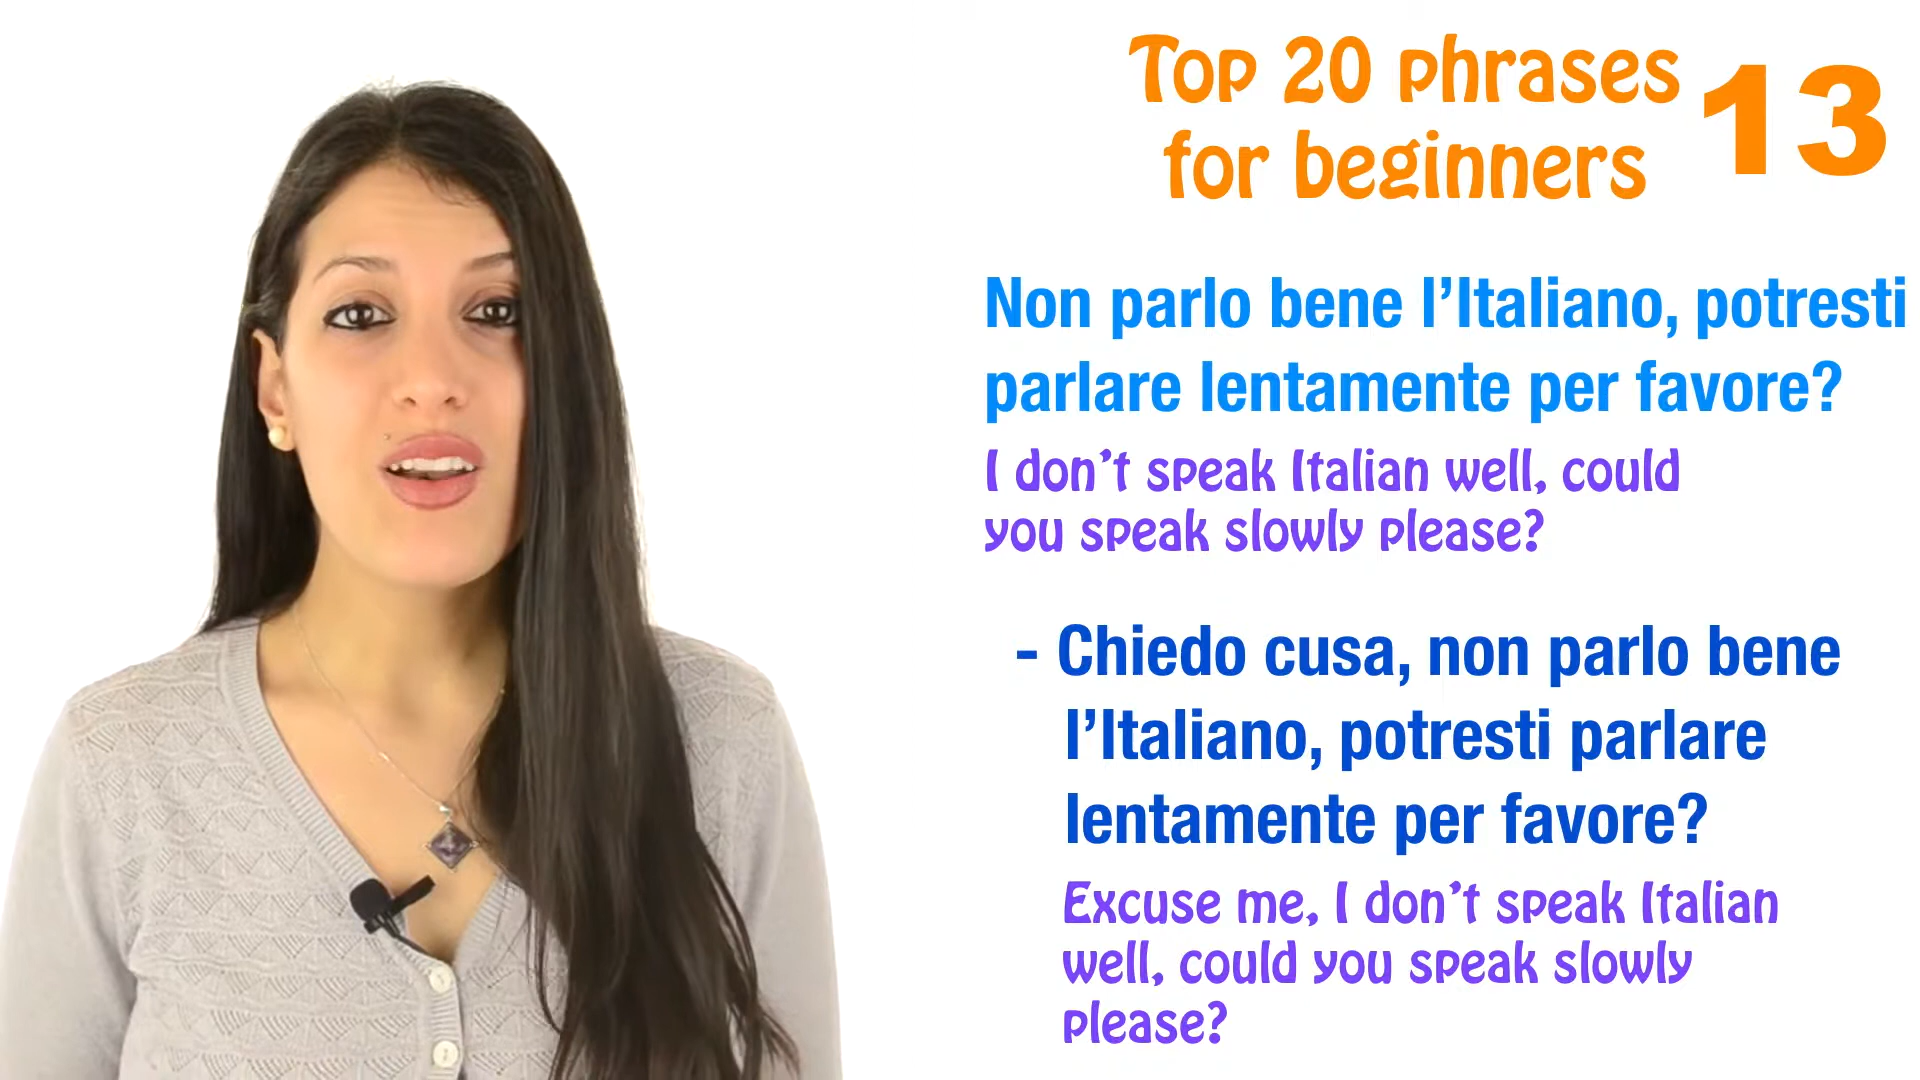 Top 20 phrases
for beginners
13
Non parlo bene l’Italiano, potresti
parlare lentamente per favore?
I don’t speak Italian well, could
you speak slowly please?
- Chiedo cusa, non parlo bene
l’Italiano, potresti parlare
lentamente per favore?
Excuse me, I don’t speak Italian
well, could you speak slowly
please?